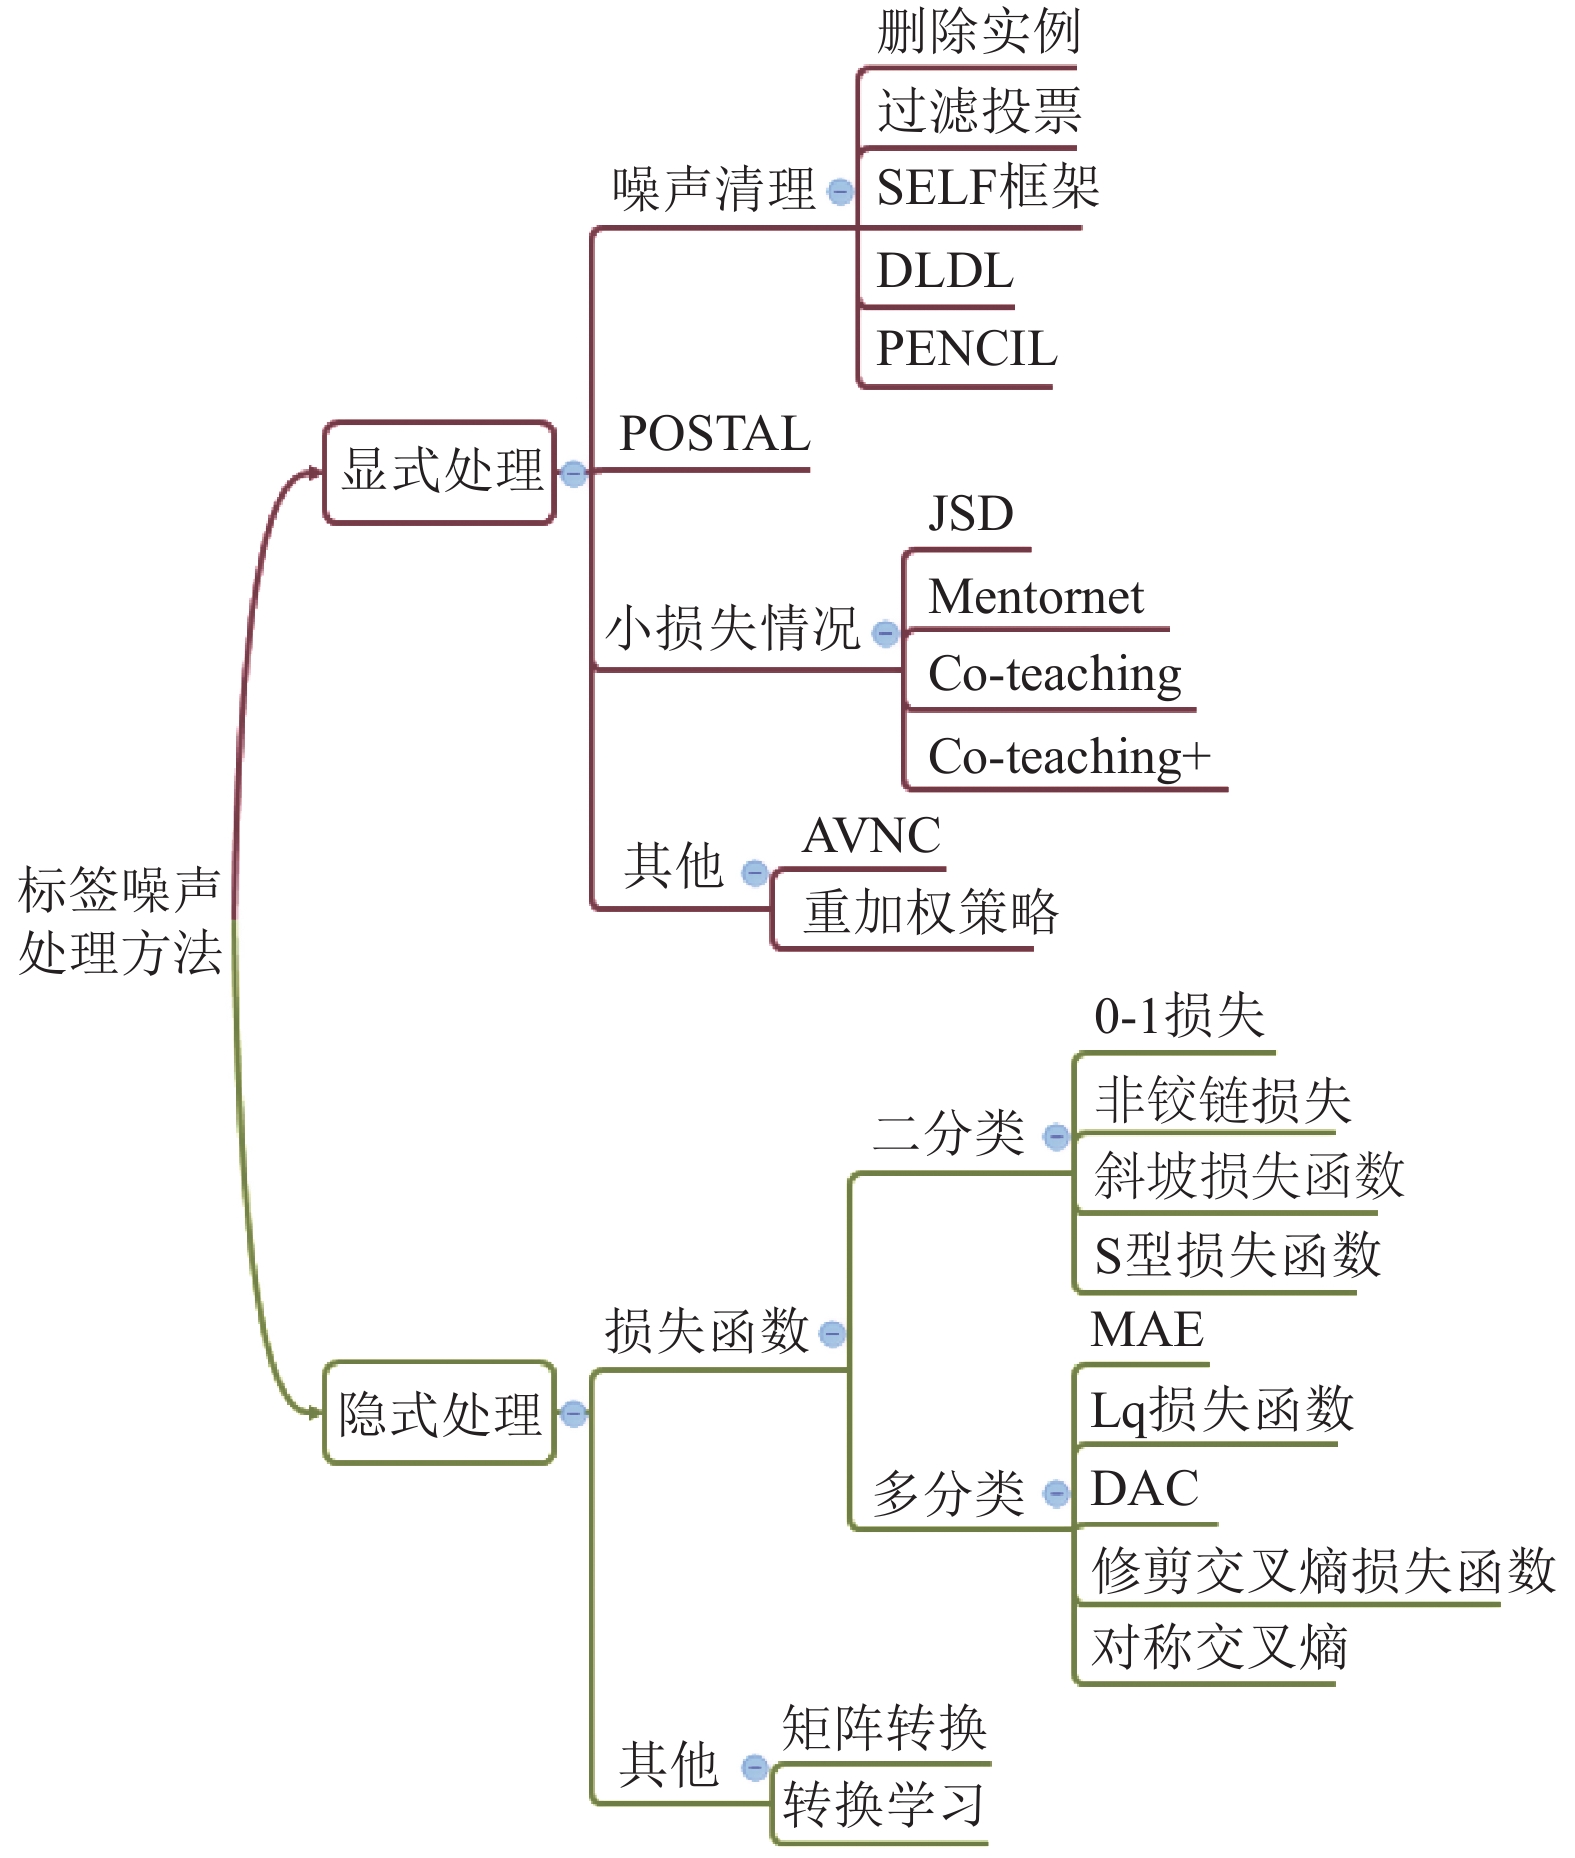 删除实例
过滤投票
噪声清理
SELF框架
DLDL
PENCIL
POSTAL
显式处理
JSD
Mentornet
小损失情况
Co-teaching
Co-teaching+
AVNC
其他
重加权策略
标签噪声
处理方法
0-1损失
非铰链损失
二分类
斜坡损失函数
S型损失函数
损失函数
MAE
Lq损失函数
隐式处理
多分类
DAC
修剪交叉熵损失函数
对称交叉熵
矩阵转换
其他
转换学习